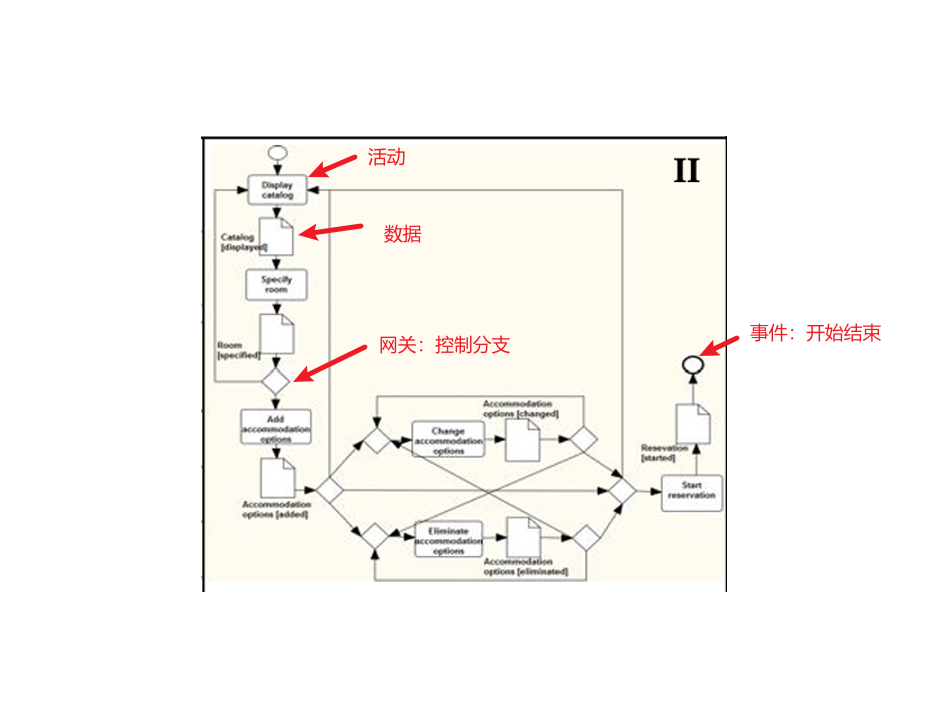 活动
II
Display
catalog
数据
Catalog
[displayed]
Specify
room
事件：开始结束
网关：控制分支
Room
[specified]
Add
accommodation
options
Accommodation
options [changed]
Change
accommodation
options
Resevation
[started]
Start
reservation
Accommodation
options [added]
Eliminate
accommodation
options
Accommodation
options [eliminated]